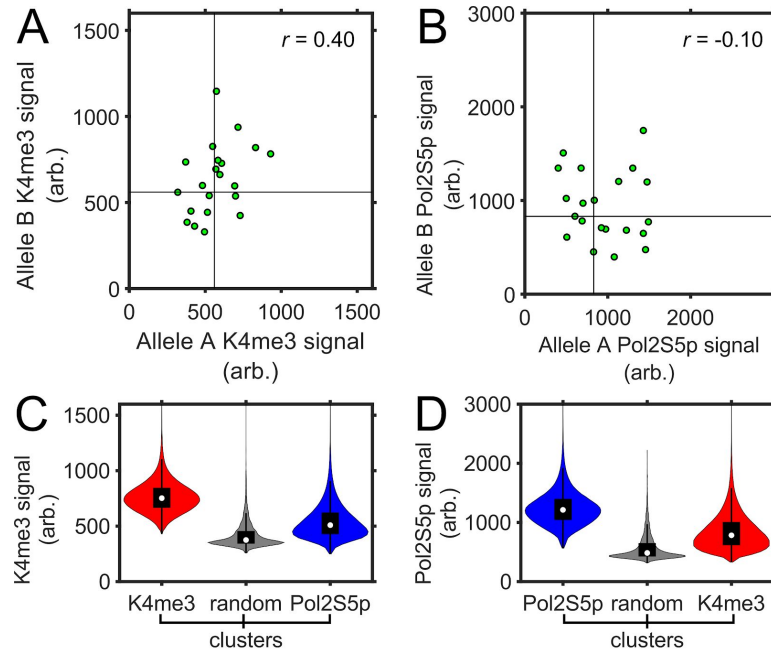 A
r = 0.40
1500
1000
500
0
Allele B K4me3 signal
(arb.)
0 500 1000 1500
Allele A K4me3 signal
(arb.)
B
r = -0.10
3000
2000
1000
0
Allele B Pol2S5p signal
(arb.)
0 1000 2000
Allele A Pol2S5p signal
(arb.)
C
1500
1000
500
0
K4me3 signal
(arb.)
K4me3 random Pol2S5p
clusters
D
3000
2000
1000
0
Pol2S5p signal
(arb.)
Pol2S5p random K4me3
clusters